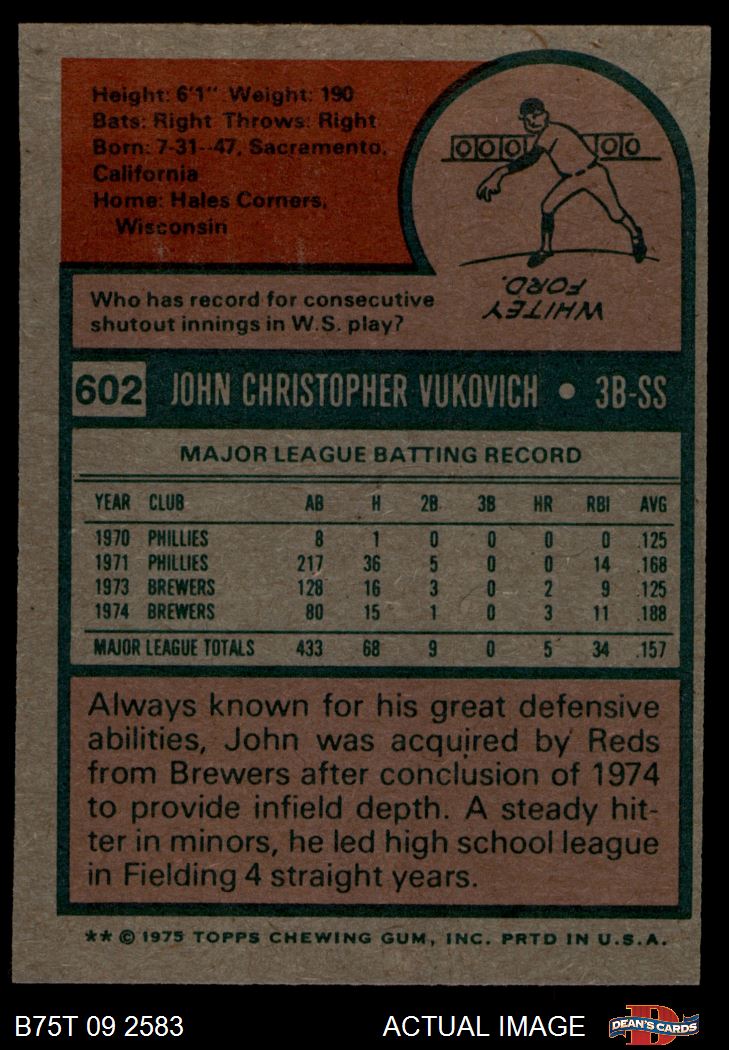 Height: 6'1" Weight: 190
Bats: Right Throws: Right
Born: 7-31-47, Sacramento,
California
Home: Hales Corners,
Wisconsin
0000 00
WHITEY
FORD.
Who has record for consecutive
shutout innings in W.S. play?
602 JOHN CHRISTOPHER VUKOVICH • 3B-SS
MAJOR LEAGUE BATTING RECORD
YEAR CLUB AB H 2B 3B HR RBI AVG
1970 PHILLIES 8 1 0 0 0 0 .125
1971 PHILLIES 217 36 5 0 0 14 .168
1973 BREWERS 128 16 3 0 2 9 .125
1974 BREWERS 80 15 1 0 3 11 .188
MAJOR LEAGUE TOTALS 433 68 9 0 5 34 .157
Always known for his great defensive
abilities, John was acquired by Reds
from Brewers after conclusion of 1974
to provide infield depth. A steady hit-
ter in minors, he led high school league
in Fielding 4 straight years.
** © 1975 TOPPS CHEWING GUM, INC. PRTD IN U.S.A.
B75T 09 2583 ACTUAL IMAGE DEAN'S CARDS